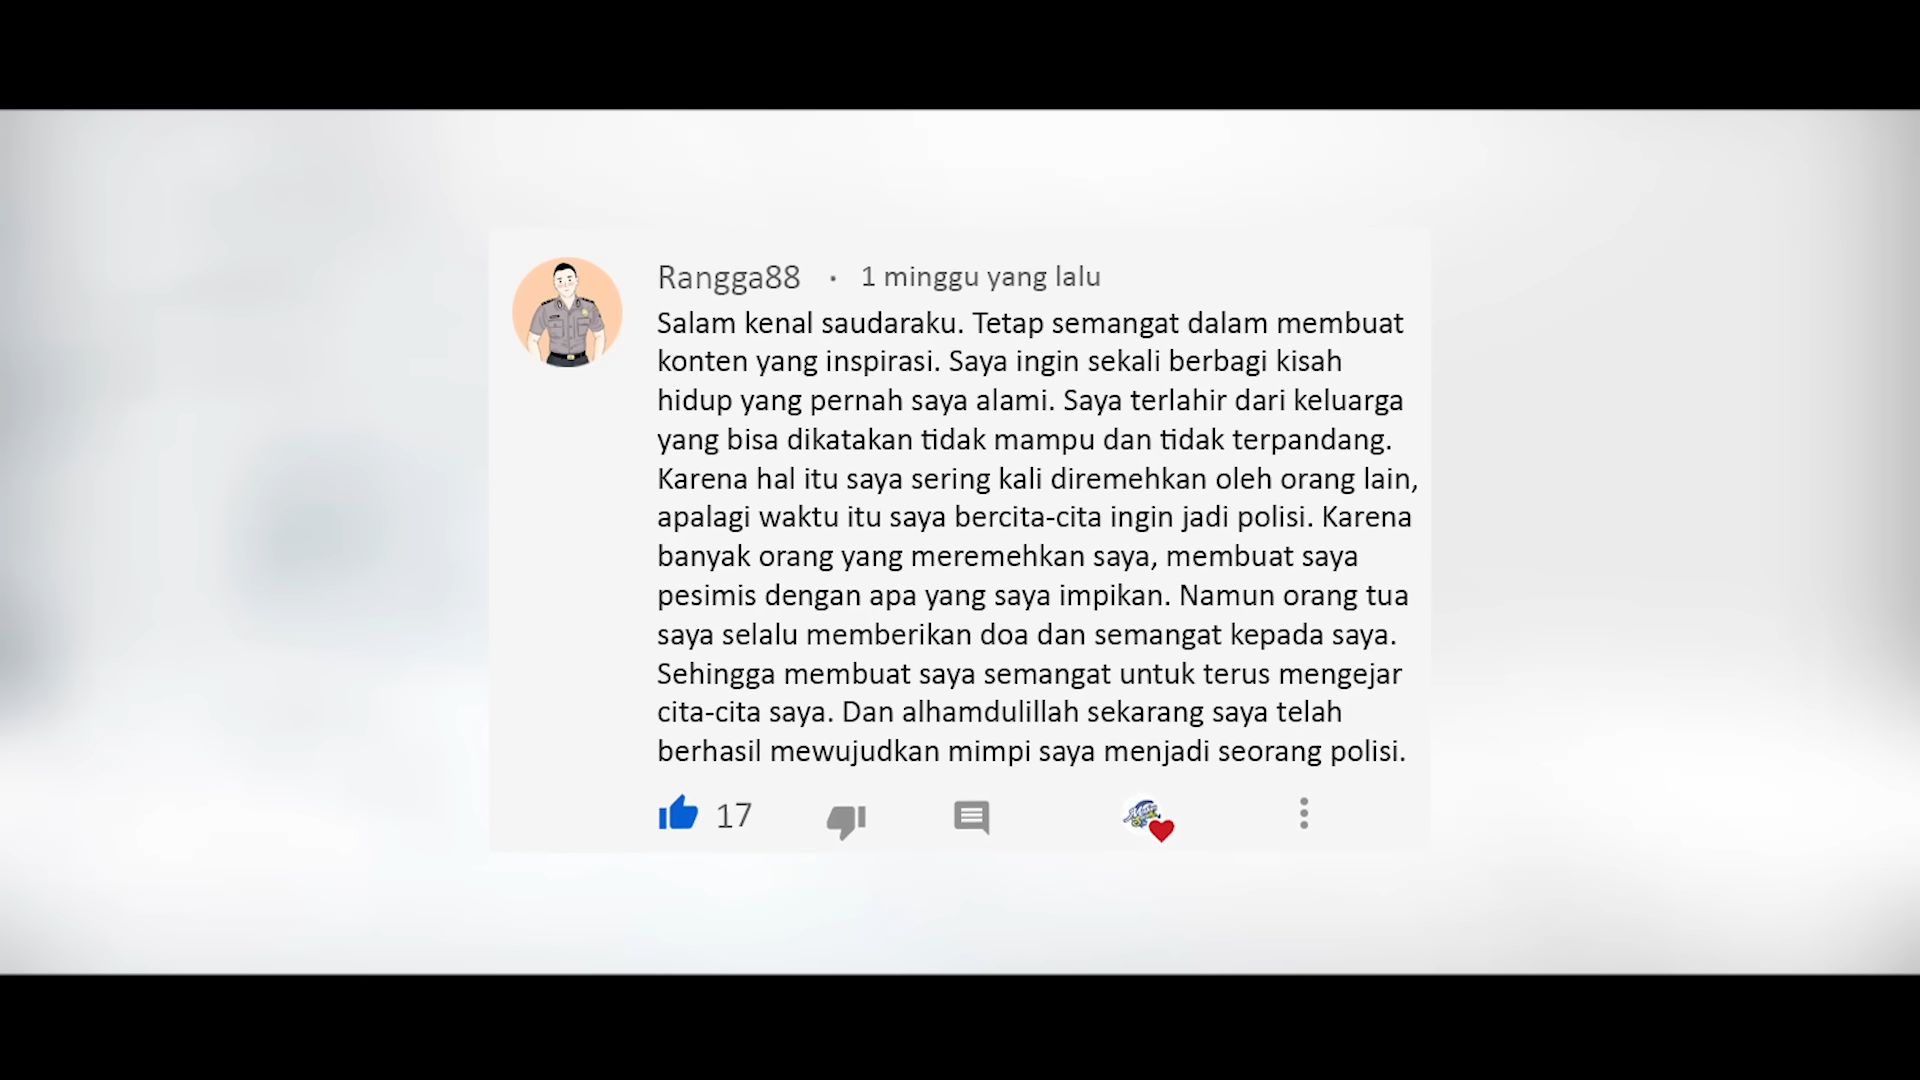 Rangga88 · 1 minggu yang lalu
Salam kenal saudaraku. Tetap semangat dalam membuat
konten yang inspirasi. Saya ingin sekali berbagi kisah
hidup yang pernah saya alami. Saya terlahir dari keluarga
yang bisa dikatakan tidak mampu dan tidak terpandang.
Karena hal itu saya sering kali diremehkan oleh orang lain,
apalagi waktu itu saya bercita-cita ingin jadi polisi. Karena
banyak orang yang meremehkan saya, membuat saya
pesimis dengan apa yang saya impikan. Namun orang tua
saya selalu memberikan doa dan semangat kepada saya.
Sehingga membuat saya semangat untuk terus mengejar
cita-cita saya. Dan alhamdulillah sekarang saya telah
berhasil mewujudkan mimpi saya menjadi seorang polisi.
17